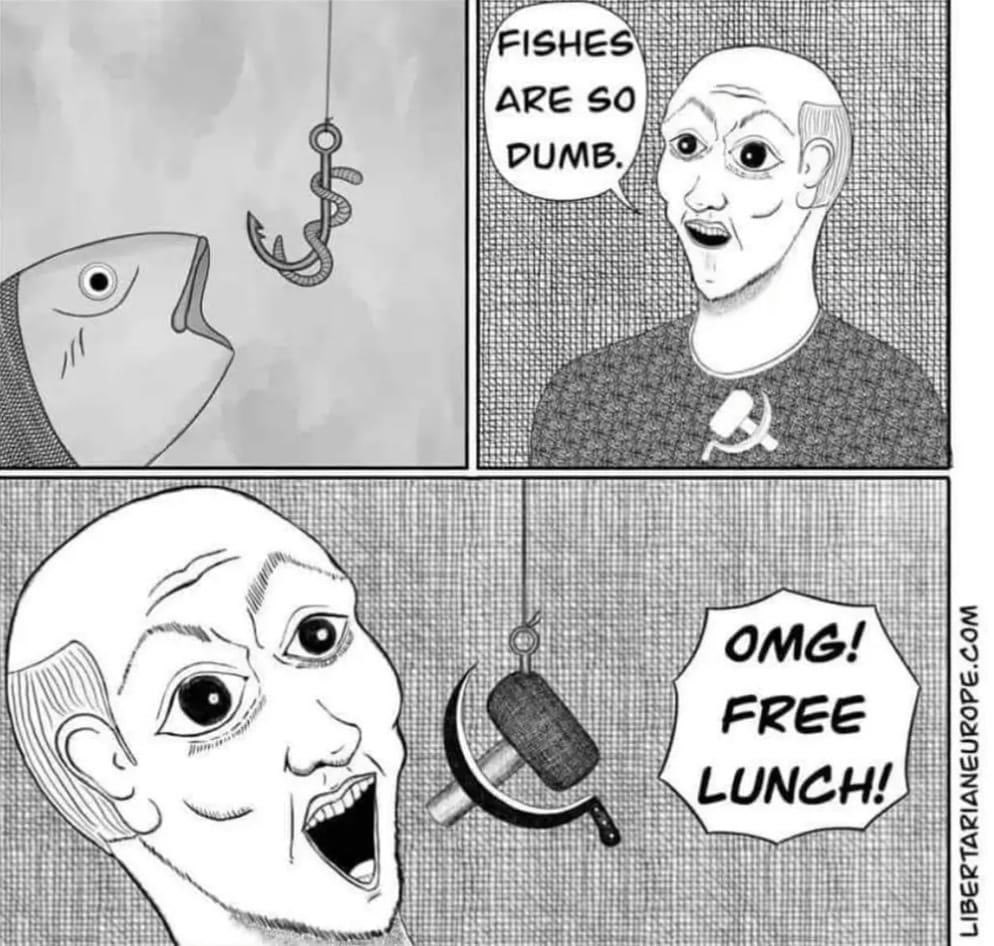 FISHES
ARE SO
DUMB.
OMG!
FREE
LUNCH!
LIBERTARIANEUROPE.COM